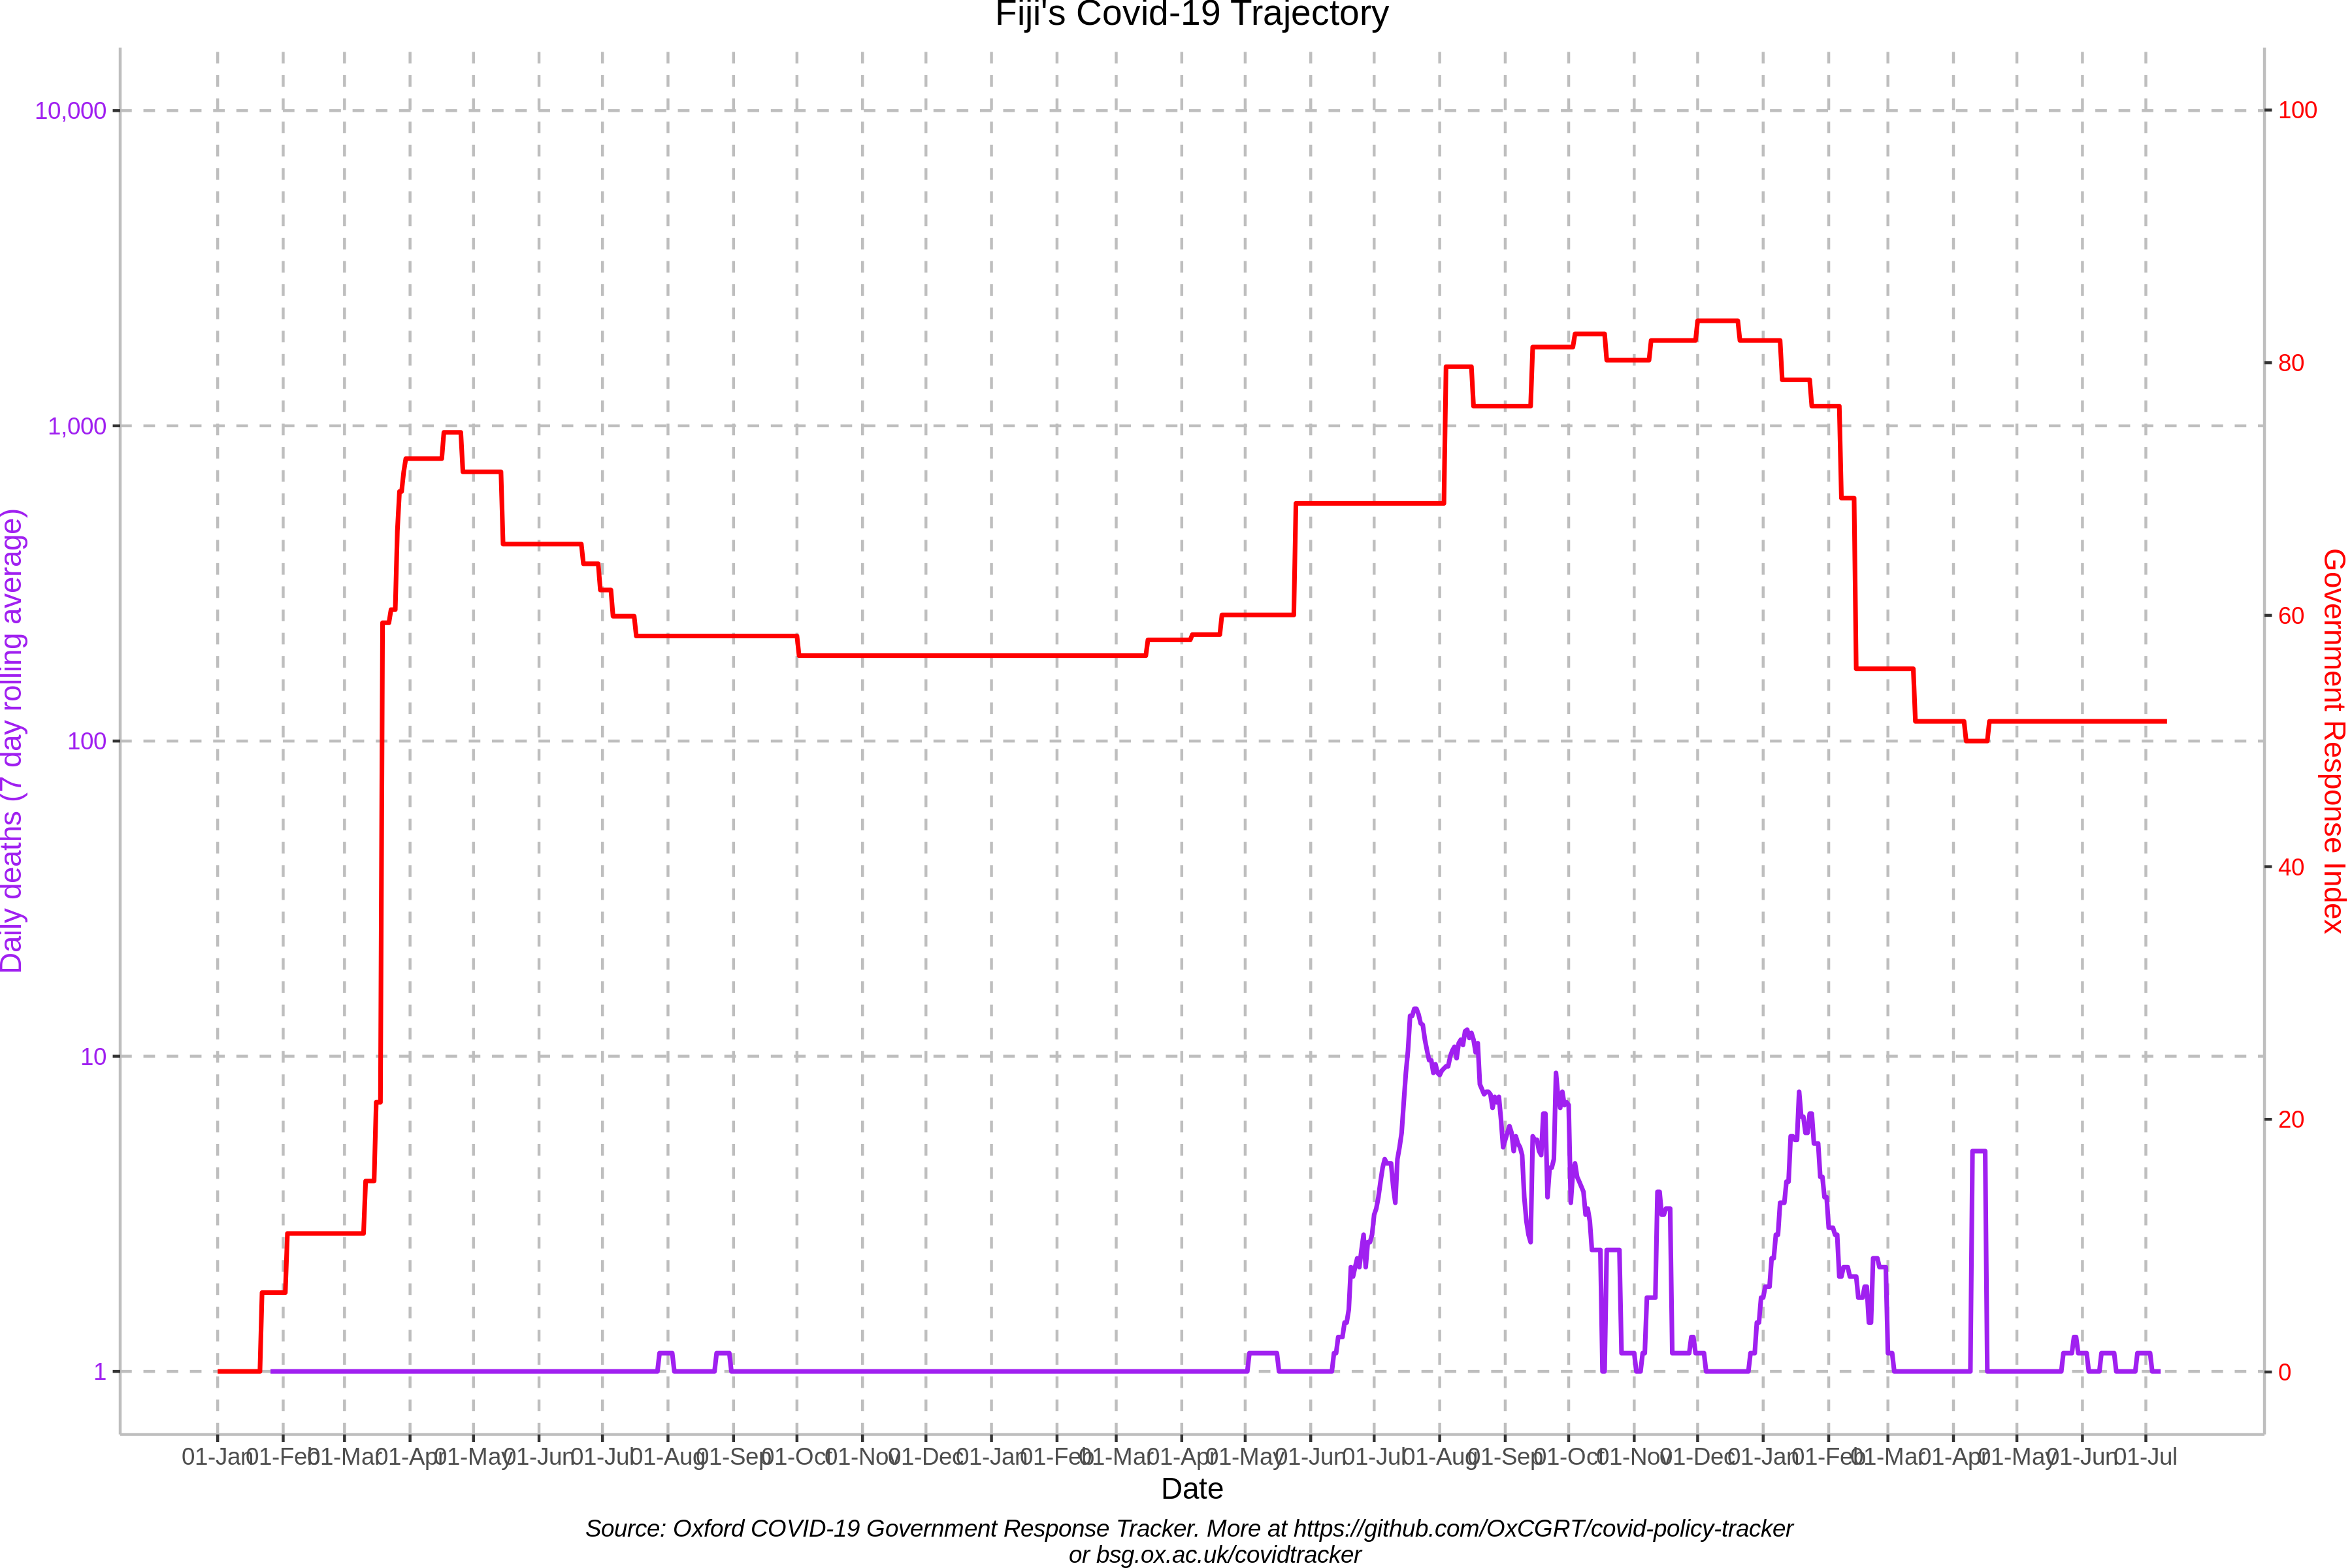 Fiji's Covid-19 Trajectory
10,000
1,000
100
10
1
Daily deaths (7 day rolling average)
100
80
60
40
20
0
Government Response Index
01-Jan 01-Feb 01-Mar 01-Apr 01-May 01-Jun 01-Jul 01-Aug 01-Sep 01-Oct 01-Nov 01-Dec 01-Jan 01-Feb 01-Mar 01-Apr 01-May 01-Jun 01-Jul 01-Aug 01-Sep 01-Oct 01-Nov 01-Dec 01-Jan 01-Feb 01-Mar 01-Apr 01-May 01-Jun 01-Jul
Date
Source: Oxford COVID-19 Government Response Tracker. More at https://github.com/OxCGRT/covid-policy-tracker
or bsg.ox.ac.uk/covidtracker